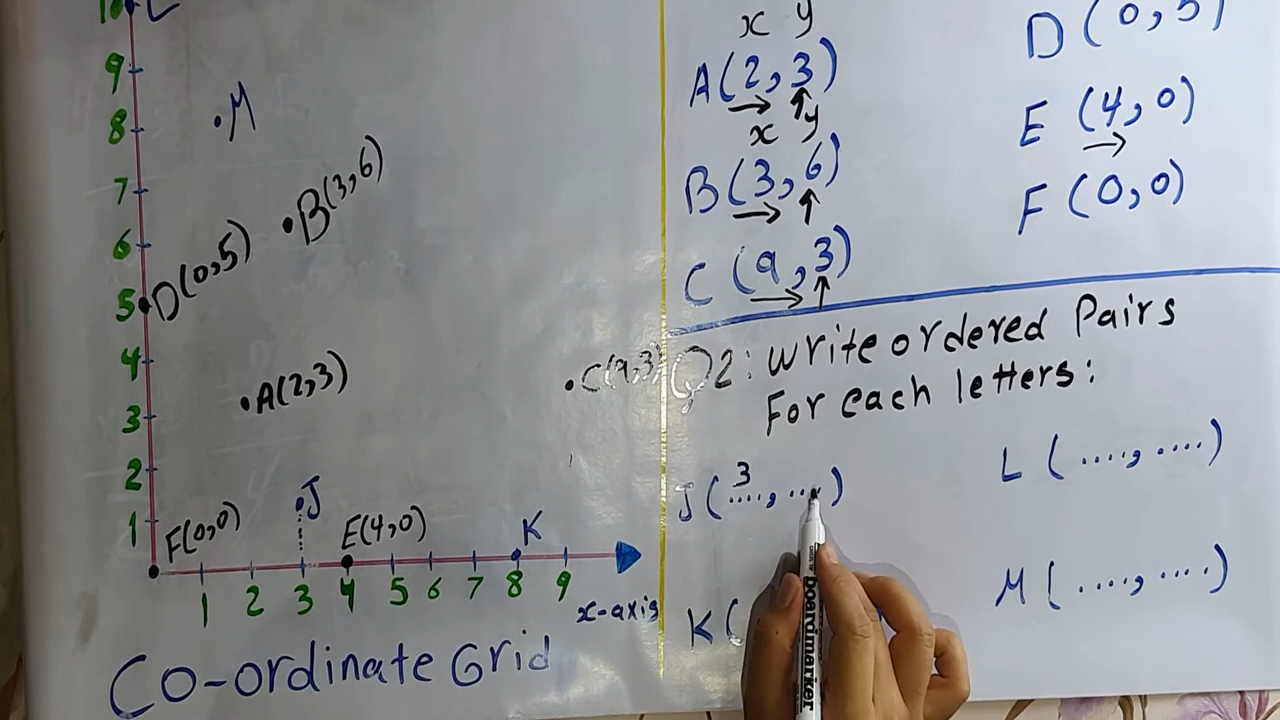 10 L
9
8
7
6
5
4
3
2
1
M
B(3,6)
D(0,5)
A(2,3)
C(9,3)
J
F(0,0)
E(4,0)
K
1 2 3 4 5 6 7 8 9
x-axis
Co-ordinate Grid
x y
A(2,3)
x y
B(3,6)
C(9,3)
D(0,5)
E(4,0)
F(0,0)
Q2: Write ordered Pairs
For each letters:
J(3....,....)
L(....,....)
K(
M(....,....)
boardmarker